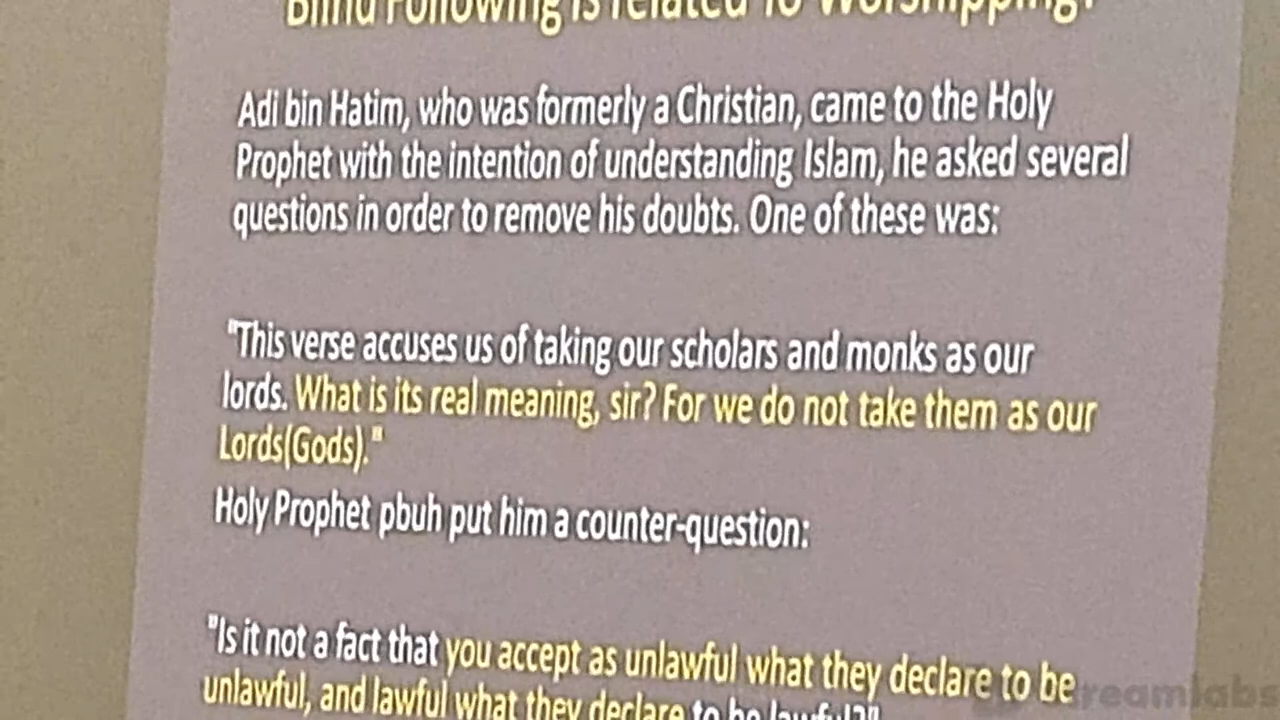 Blind Following is related To Worshipping?
Adi bin Hatim, who was formerly a Christian, came to the Holy
Prophet with the intention of understanding Islam, he asked several
questions in order to remove his doubts. One of these was:
"This verse accuses us of taking our scholars and monks as our
lords. What is its real meaning, sir? For we do not take them as our
Lords(Gods)."
Holy Prophet pbuh put him a counter-question:
"Is it not a fact that you accept as unlawful what they declare to be
unlawful, and lawful what they declare to be lawful?"
reamlabs